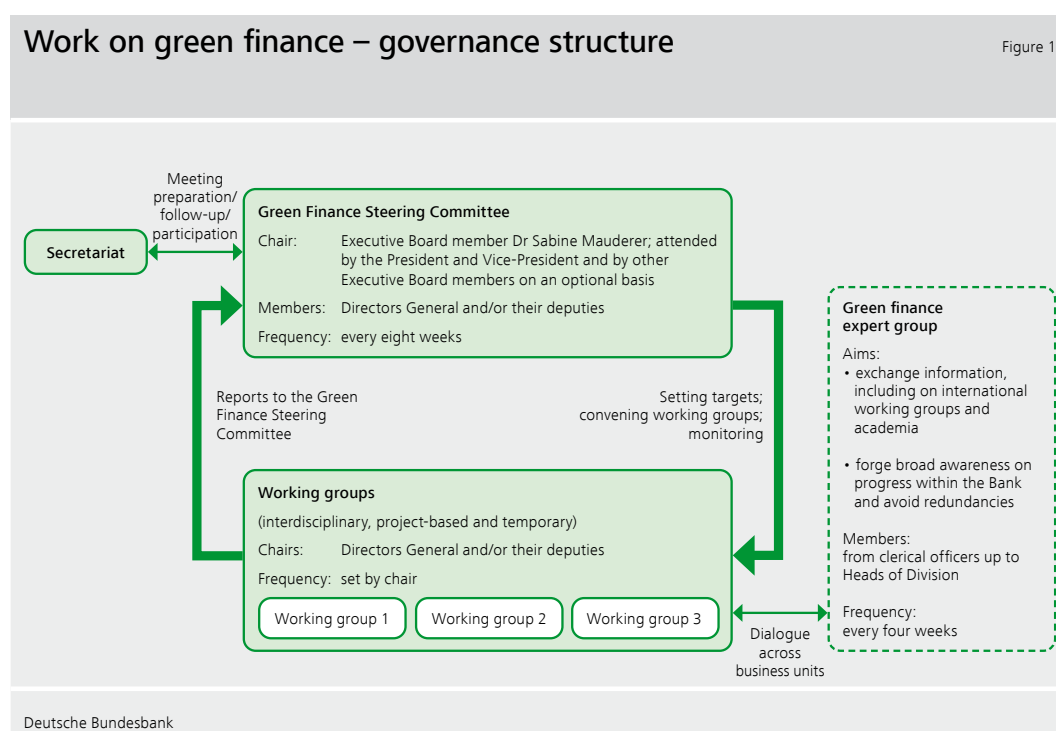 Work on green finance – governance structure
Figure 1
Meeting
preparation/
follow-up/
participation
Secretariat
Green Finance Steering Committee
Chair: Executive Board member Dr Sabine Mauderer; attended
by the President and Vice-President and by other
Executive Board members on an optional basis
Members: Directors General and/or their deputies
Frequency: every eight weeks
Reports to the Green
Finance Steering
Committee
Setting targets;
convening working groups;
monitoring
Working groups
(interdisciplinary, project-based and temporary)
Chairs: Directors General and/or their deputies
Frequency: set by chair
Working group 1
Working group 2
Working group 3
Dialogue
across
business units
Green finance
expert group
Aims:
• exchange information,
including on international
working groups and
academia
• forge broad awareness on
progress within the Bank
and avoid redundancies
Members:
from clerical officers up to
Heads of Division
Frequency:
every four weeks
Deutsche Bundesbank